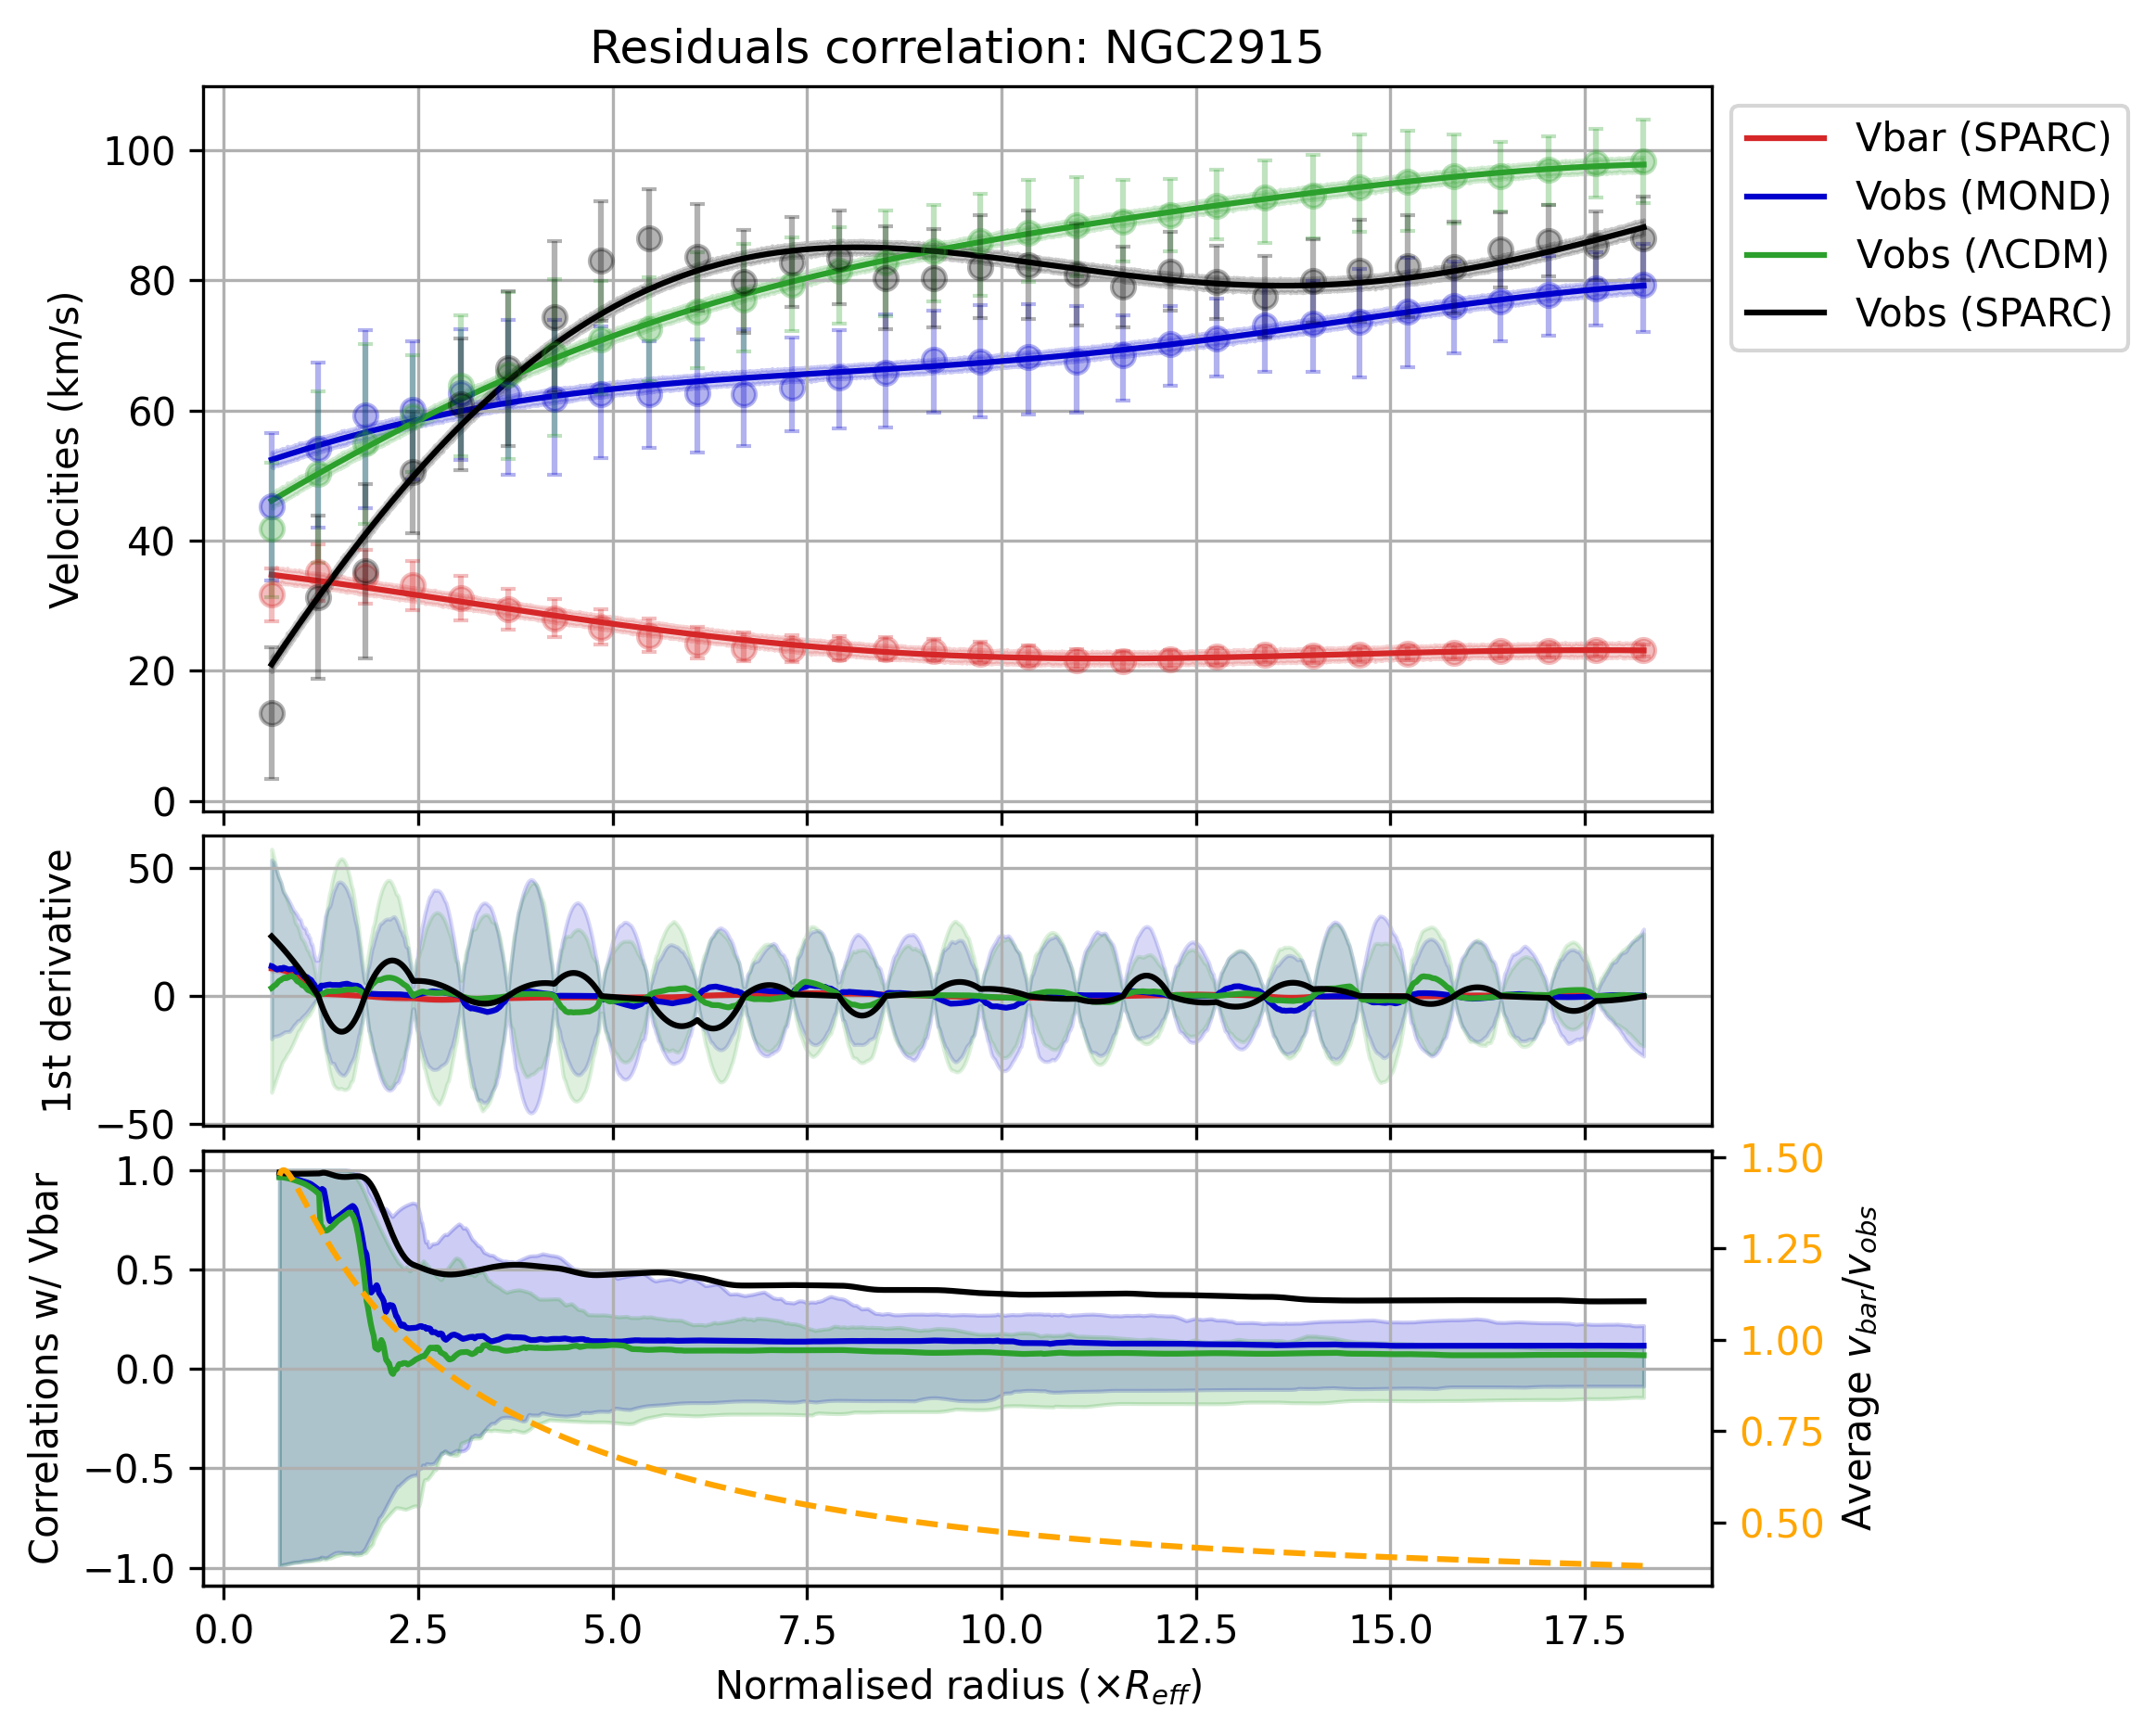 Residuals correlation: NGC2915
Velocities (km/s)
100
80
60
40
20
0
Vbar (SPARC)
Vobs (MOND)
Vobs (ΛCDM)
Vobs (SPARC)
1st derivative
50
0
−50
Correlations w/ Vbar
1.0
0.5
0.0
−0.5
−1.0
1.50
1.25
1.00
0.75
0.50
Average v_bar/v_obs
0.0 2.5 5.0 7.5 10.0 12.5 15.0 17.5
Normalised radius (×R_eff)